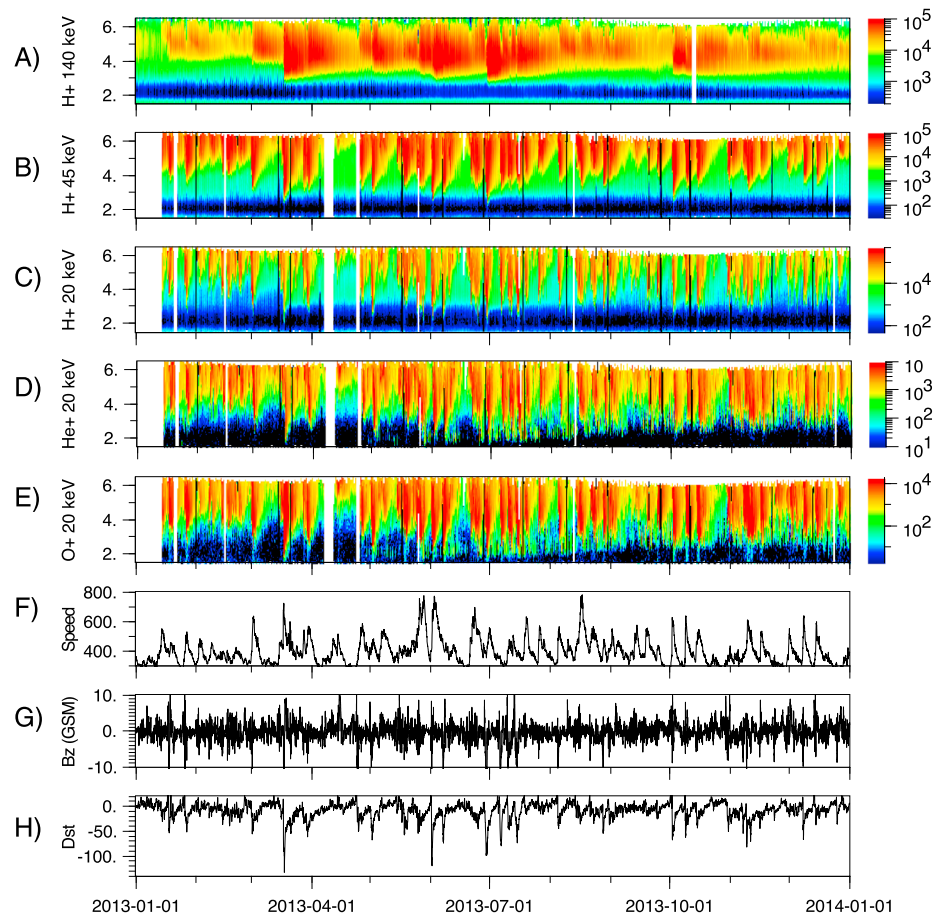 A)
H+ 140 keV
6.
4.
2.
10^5
10^4
10^3
B)
H+ 45 keV
6.
4.
2.
10^5
10^4
10^3
10^2
C)
H+ 20 keV
6.
4.
2.
10^4
10^2
D)
He+ 20 keV
6.
4.
2.
10
10^3
10^2
10^1
E)
O+ 20 keV
6.
4.
2.
10^4
10^2
F)
Speed
800.
600.
400.
G)
Bz (GSM)
10.
0.
-10.
H)
Dst
0.
-50.
-100.
2013-01-01 2013-04-01 2013-07-01 2013-10-01 2014-01-01